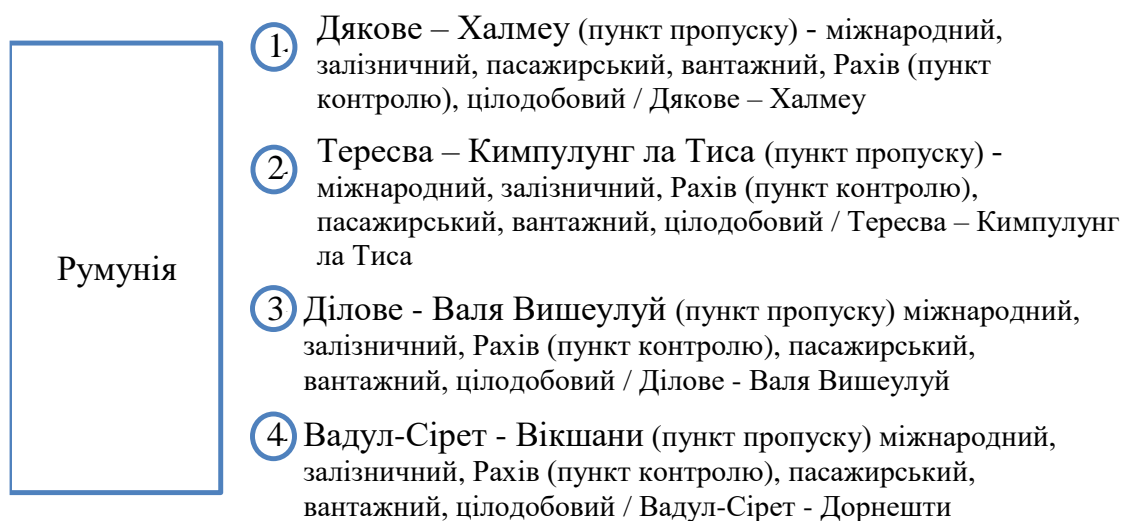 Румунія
1.
Дякове – Халмеу (пункт пропуску) - міжнародний,
залізничний, пасажирський, вантажний, Рахів (пункт
контролю), цілодобовий / Дякове – Халмеу
2.
Тересва – Кимпулунг ла Тиса (пункт пропуску) -
міжнародний, залізничний, Рахів (пункт контролю),
пасажирський, вантажний, цілодобовий / Тересва – Кимпулунг
ла Тиса
3.
Ділове - Валя Вишеулуй (пункт пропуску) міжнародний,
залізничний, Рахів (пункт контролю), пасажирський,
вантажний, цілодобовий / Ділове - Валя Вишеулуй
4.
Вадул-Сірет - Вікшани (пункт пропуску) міжнародний,
залізничний, Рахів (пункт контролю), пасажирський,
вантажний, цілодобовий / Вадул-Сірет - Дорнешти